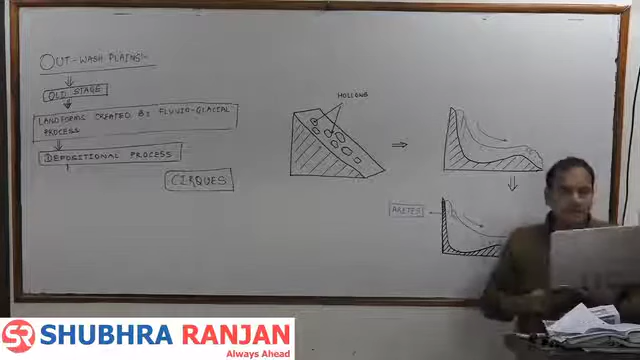 OUT-WASH PLAINS:-
OLD STAGE
LANDFORMS CREATED BY FLUVIO-GLACIAL
PROCESS
DEPOSITIONAL PROCESS
CIRQUES
HOLLOWS
ARETES
SR SHUBHRA RANJAN
Always Ahead